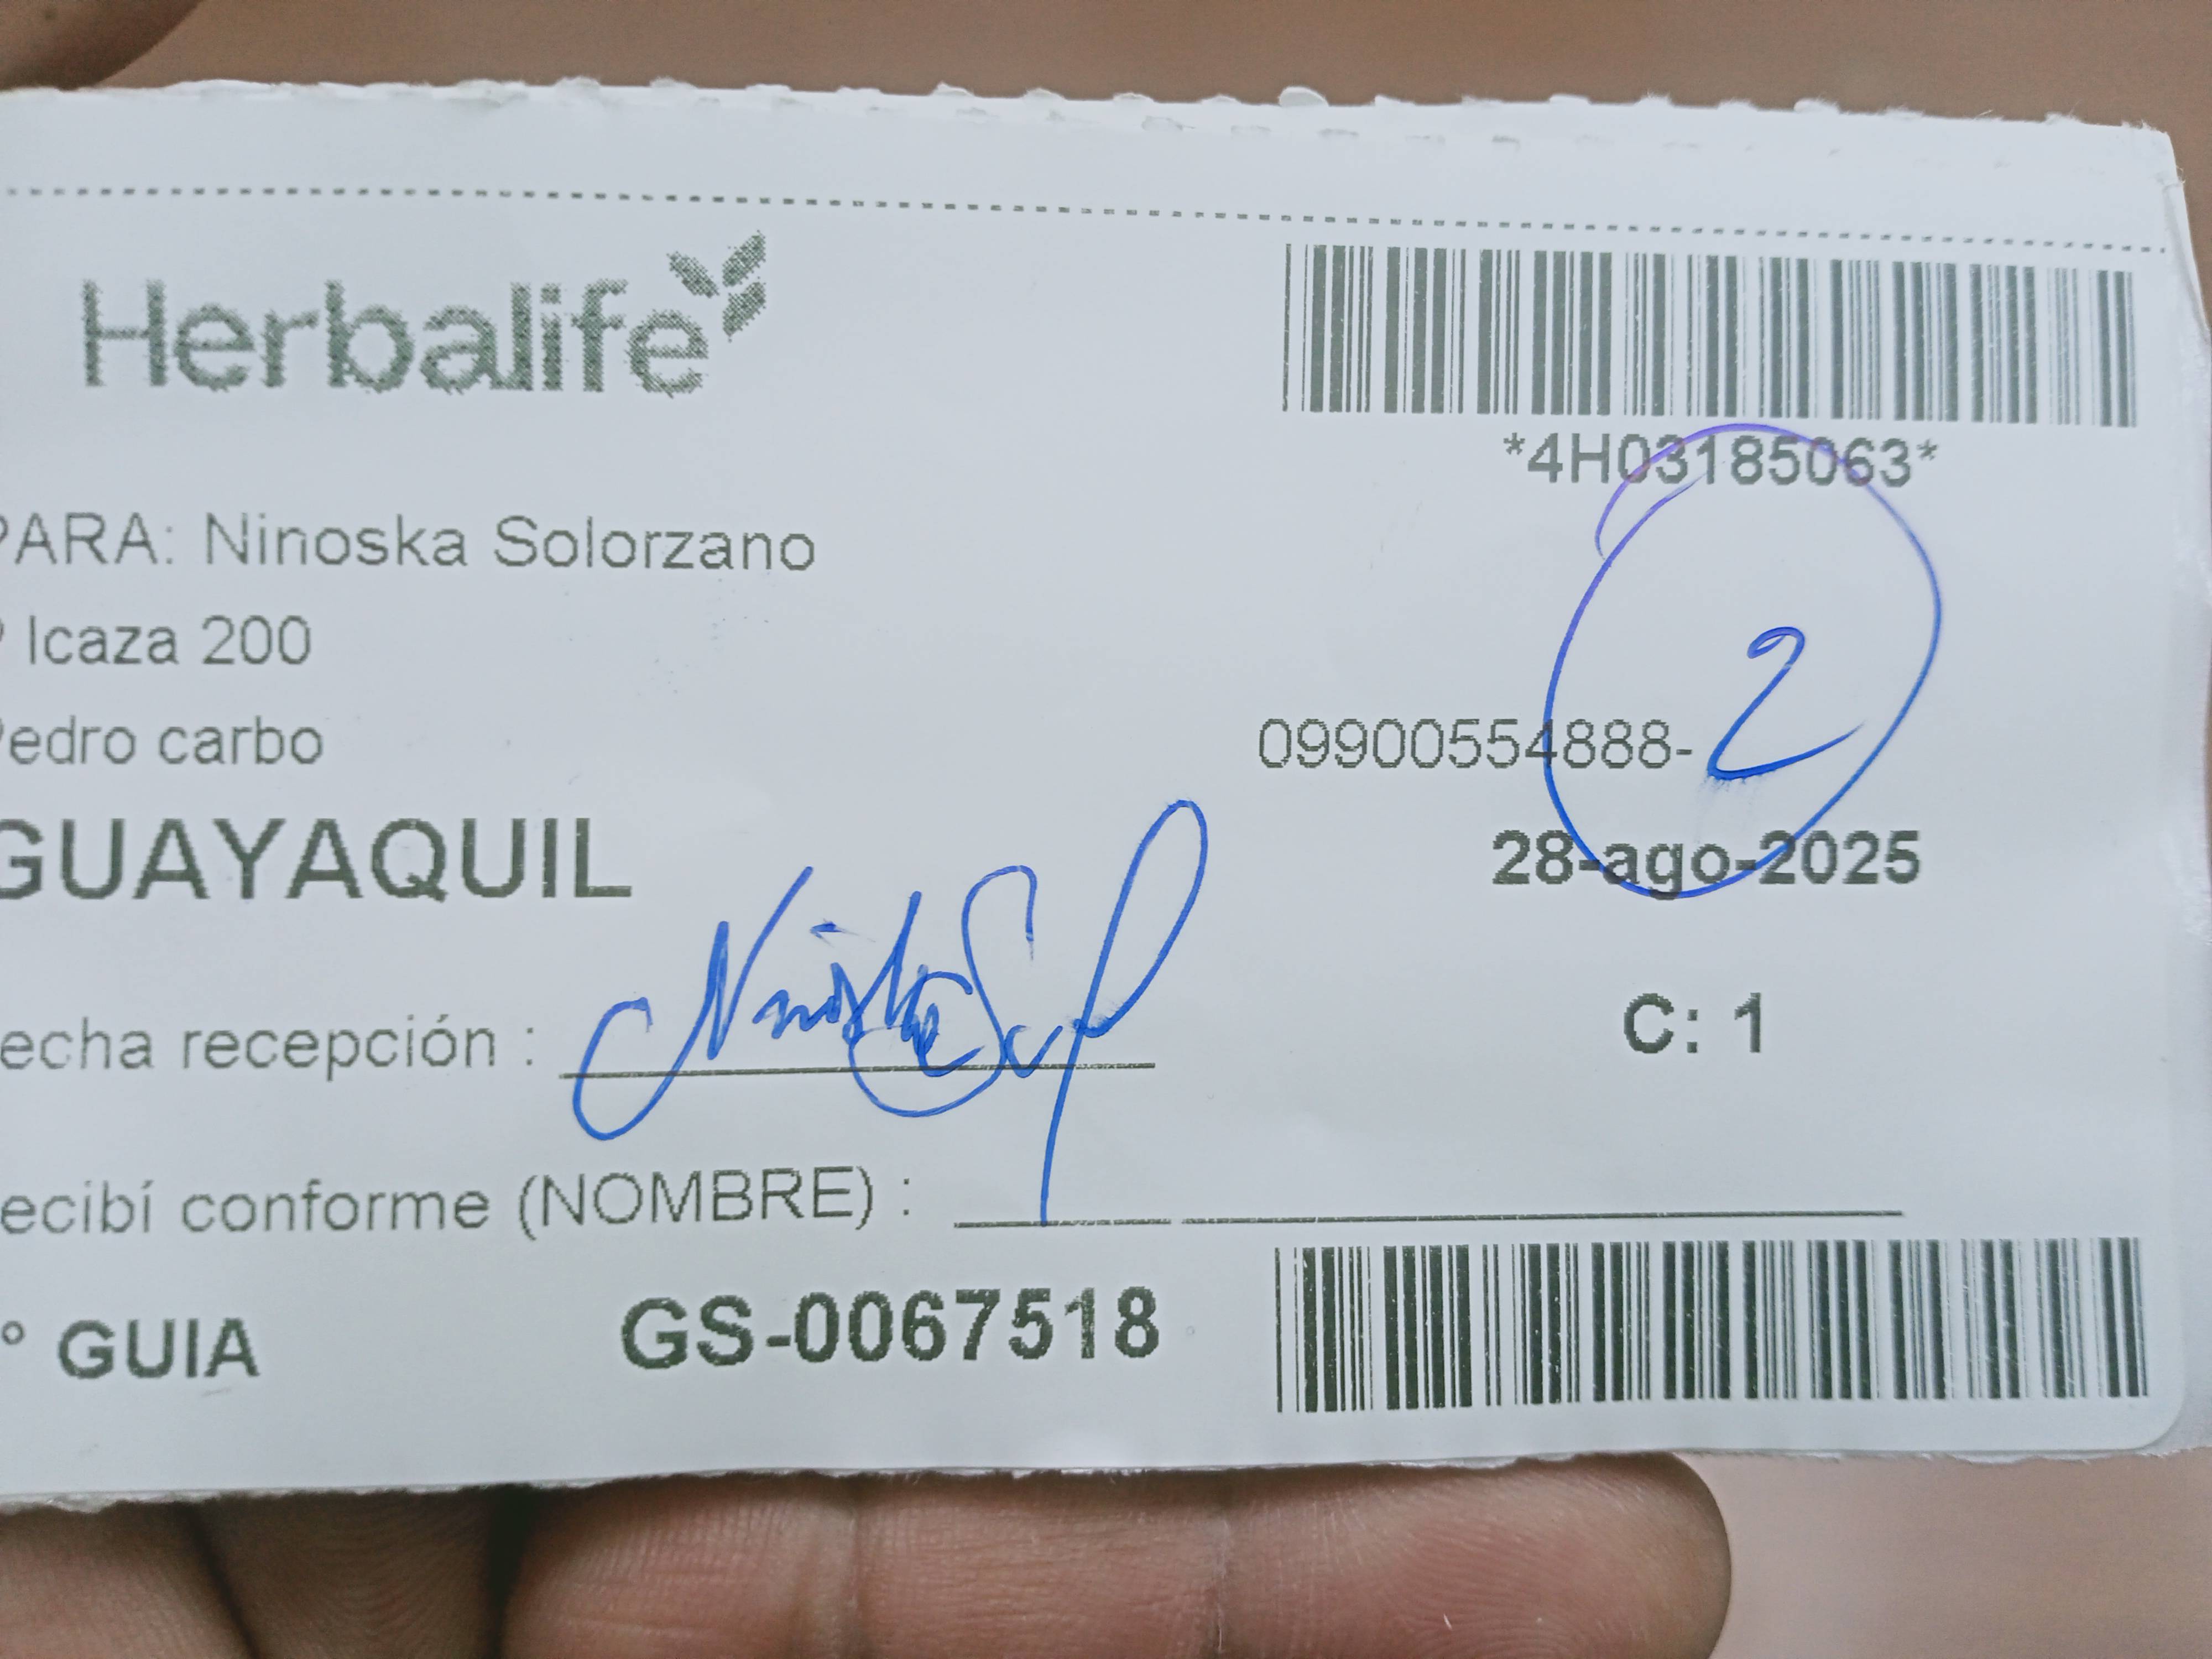 Herbalife
*4H03185063*
PARA: Ninoska Solorzano
Icaza 200
Pedro carbo
09900554888-
2
GUAYAQUIL
28-ago-2025
echa recepción :
C: 1
ecibí conforme (NOMBRE) :
° GUIA GS-0067518